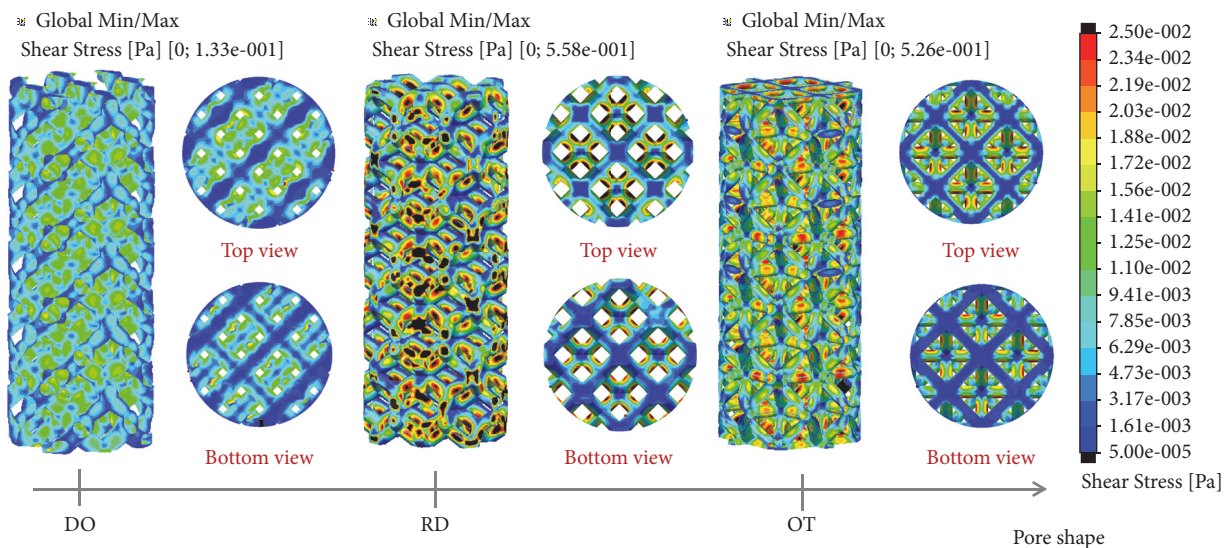 Global Min/Max
Shear Stress [Pa] [0; 1.33e-001]
Global Min/Max
Shear Stress [Pa] [0; 5.58e-001]
Global Min/Max
Shear Stress [Pa] [0; 5.26e-001]
Top view
Bottom view
Top view
Bottom view
Top view
Bottom view
2.50e-002
2.34e-002
2.19e-002
2.03e-002
1.88e-002
1.72e-002
1.56e-002
1.41e-002
1.25e-002
1.10e-002
9.41e-003
7.85e-003
6.29e-003
4.73e-003
3.17e-003
1.61e-003
5.00e-005
Shear Stress [Pa]
DO
RD
OT
Pore shape